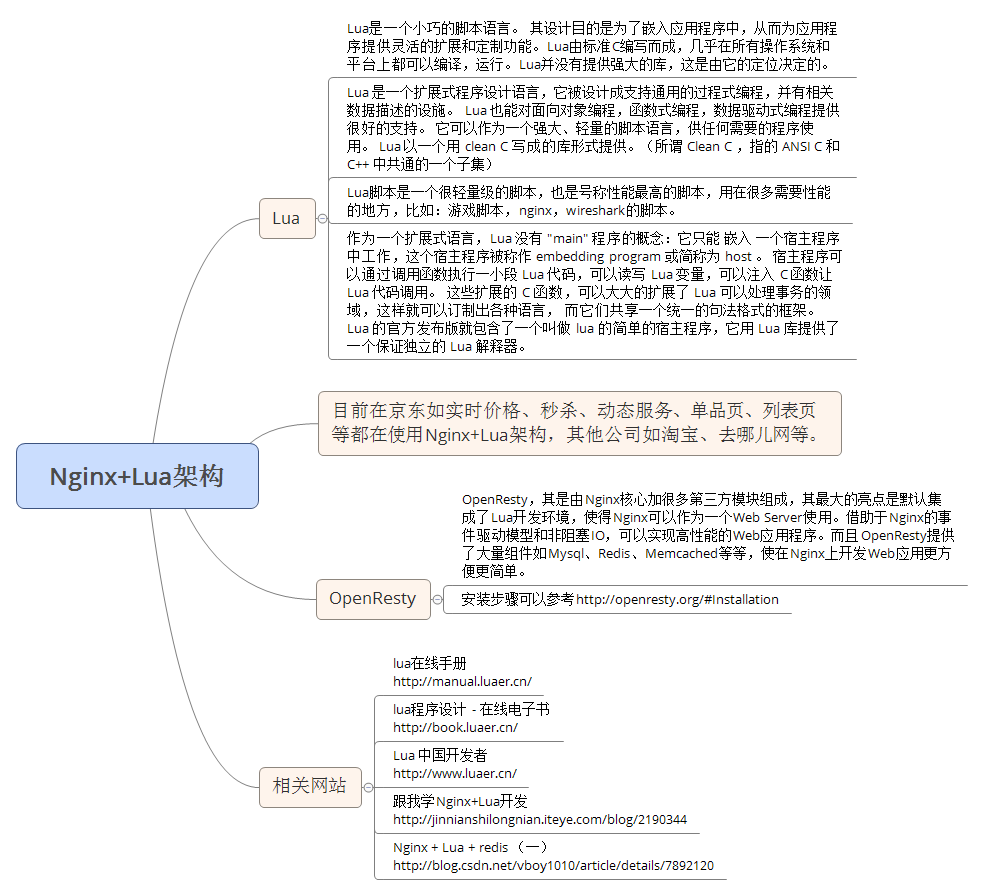 Lua是一个小巧的脚本语言。 其设计目的是为了嵌入应用程序中，从而为应用程
序提供灵活的扩展和定制功能。Lua由标准C编写而成，几乎在所有操作系统和
平台上都可以编译，运行。Lua并没有提供强大的库，这是由它的定位决定的。
Lua 是一个扩展式程序设计语言，它被设计成支持通用的过程式编程，并有相关
数据描述的设施。 Lua 也能对面向对象编程，函数式编程，数据驱动式编程提供
很好的支持。 它可以作为一个强大、轻量的脚本语言，供任何需要的程序使
用。 Lua 以一个用 clean C 写成的库形式提供。（所谓 Clean C ，指的 ANSI C 和
C++ 中共通的一个子集）
Lua脚本是一个很轻量级的脚本，也是号称性能最高的脚本，用在很多需要性能
的地方，比如：游戏脚本，nginx，wireshark的脚本。
Lua
作为一个扩展式语言，Lua 没有 "main" 程序的概念：它只能 嵌入 一个宿主程序
中工作，这个宿主程序被称作 embedding program 或简称为 host 。 宿主程序可
以通过调用函数执行一小段 Lua 代码，可以读写 Lua 变量，可以注入 C 函数让
Lua 代码调用。 这些扩展的 C 函数，可以大大的扩展了 Lua 可以处理事务的领
域，这样就可以订制出各种语言， 而它们共享一个统一的句法格式的框架。
Lua 的官方发布版就包含了一个叫做 lua 的简单的宿主程序，它用 Lua 库提供了
一个保证独立的 Lua 解释器。
目前在京东如实时价格、秒杀、动态服务、单品页、列表页
等都在使用Nginx+Lua架构，其他公司如淘宝、去哪儿网等。
Nginx+Lua架构
OpenResty，其是由Nginx核心加很多第三方模块组成，其最大的亮点是默认集
成了Lua开发环境，使得Nginx可以作为一个Web Server使用。借助于Nginx的事
件驱动模型和非阻塞IO，可以实现高性能的Web应用程序。而且OpenResty提供
了大量组件如Mysql、Redis、Memcached等等，使在Nginx上开发Web应用更方
便更简单。
OpenResty
安装步骤可以参考http://openresty.org/#Installation
lua在线手册
http://manual.luaer.cn/
lua程序设计 - 在线电子书
http://book.luaer.cn/
Lua 中国开发者
http://www.luaer.cn/
相关网站
跟我学Nginx+Lua开发
http://jinnianshilongnian.iteye.com/blog/2190344
Nginx + Lua + redis （一）
http://blog.csdn.net/vboy1010/article/details/7892120